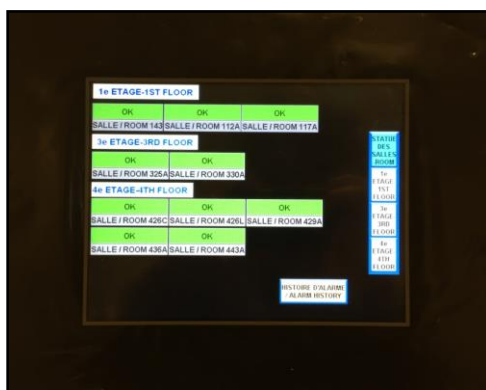 1e ETAGE-1ST FLOOR
OK OK OK
SALLE / ROOM 143 SALLE / ROOM 112A SALLE / ROOM 117A
3e ETAGE-3RD FLOOR
OK OK
SALLE / ROOM 325A SALLE / ROOM 330A
4e ETAGE-4TH FLOOR
OK OK OK
SALLE / ROOM 426C SALLE / ROOM 426L SALLE / ROOM 429A
OK OK
SALLE / ROOM 436A SALLE / ROOM 443A
STATUE
DES
SALLES
ROOM
1e
ETAGE
1ST
FLOOR
3e
ETAGE
3RD
FLOOR
4e
ETAGE
4TH
FLOOR
HISTOIRE D'ALARME
/ ALARM HISTORY